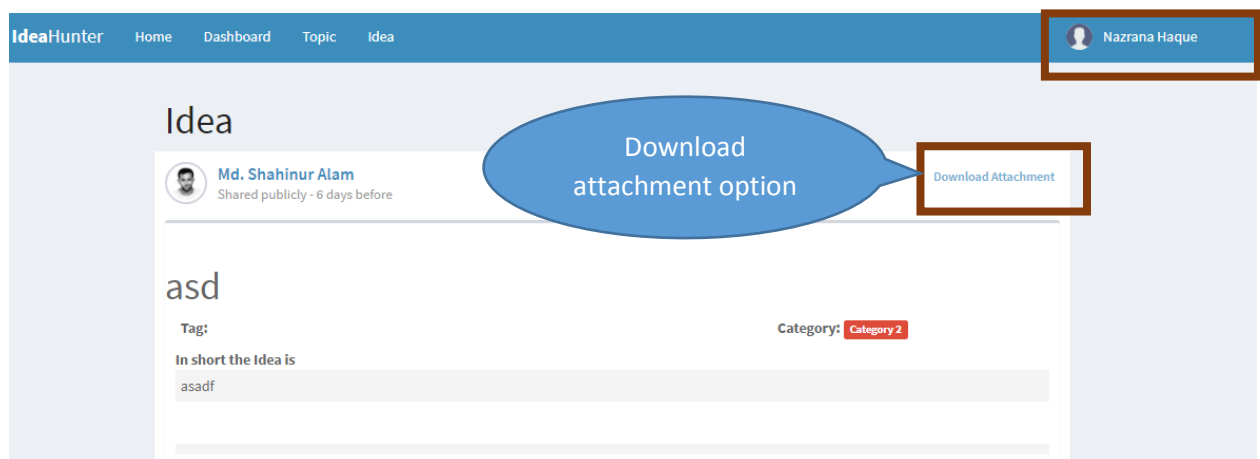 IdeaHunter Home Dashboard Topic Idea Nazrana Haque
Idea
Download
attachment option
Md. Shahinur Alam
Shared publicly - 6 days before
Download Attachment
asd
Tag: Category: Category 2
In short the Idea is
asadf